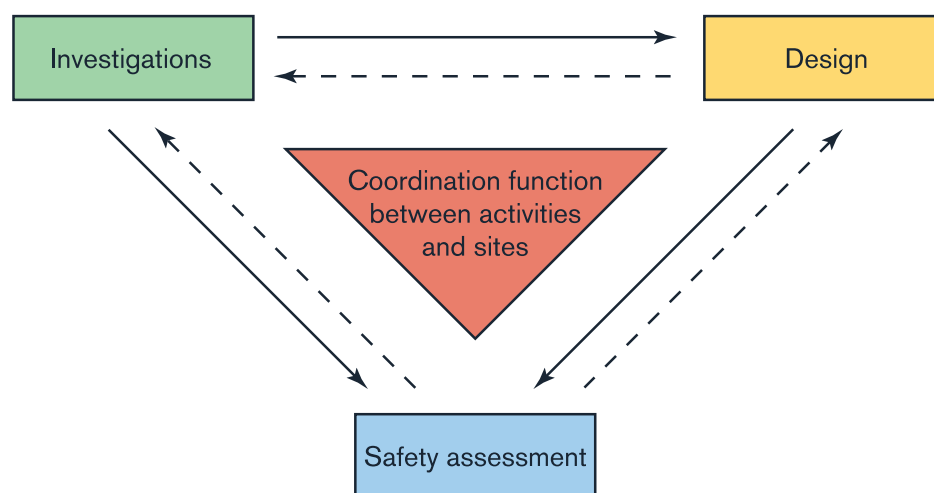 Investigations
Design
Coordination function
between activities
and sites
Safety assessment